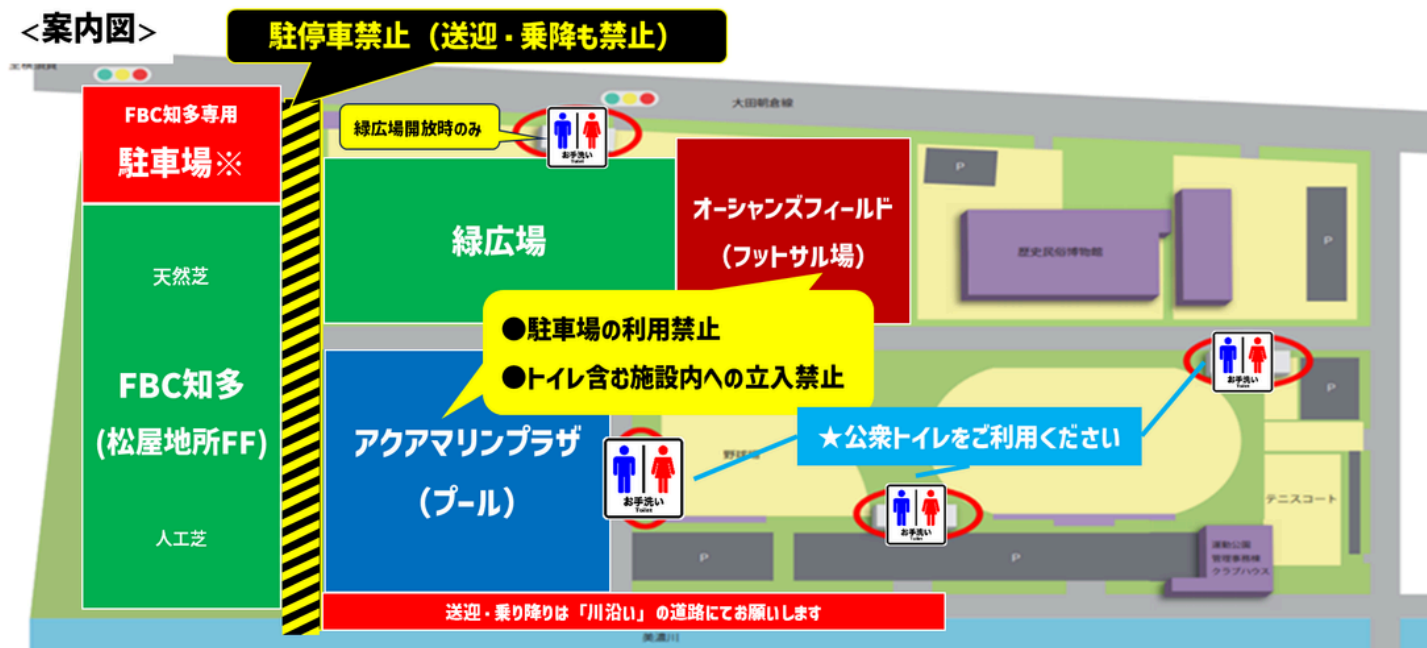 <案内図>
駐停車禁止（送迎・乗降も禁止）
大田朝倉線
FBC知多専用
駐車場※
緑広場開放時のみ
お手洗い
Toilet
P
緑広場
オーシャンズフィールド
（フットサル場）
歴史民俗博物館
P
天然芝
●駐車場の利用禁止
●トイレ含む施設内への立入禁止
お手洗い
P
FBC知多
(松屋地所FF)
アクアマリンプラザ
（プール）
★公衆トイレをご利用ください
お手洗い
Toilet
お手洗い
テニスコート
人工芝
P
P
運動公園
管理事務棟
クラブハウス
送迎・乗り降りは「川沿い」の道路にてお願いします
美濃川